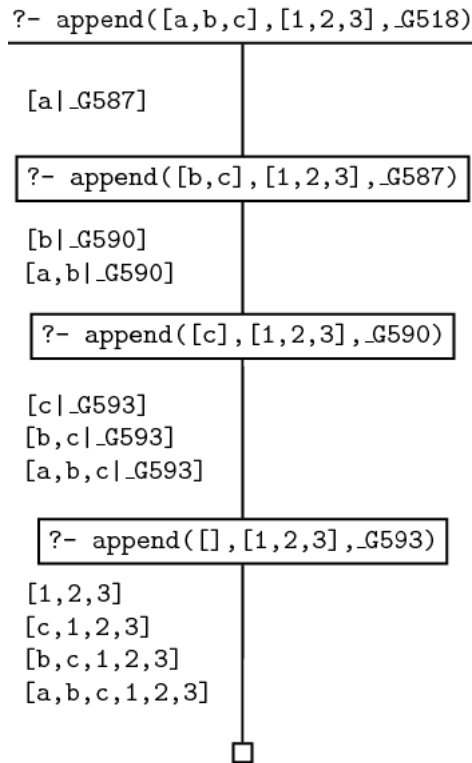 ?- append([a,b,c],[1,2,3],_G518)
[a|_G587]
?- append([b,c],[1,2,3],_G587)
[b|_G590]
[a,b|_G590]
?- append([c],[1,2,3],_G590)
[c|_G593]
[b,c|_G593]
[a,b,c|_G593]
?- append([],[1,2,3],_G593)
[1,2,3]
[c,1,2,3]
[b,c,1,2,3]
[a,b,c,1,2,3]